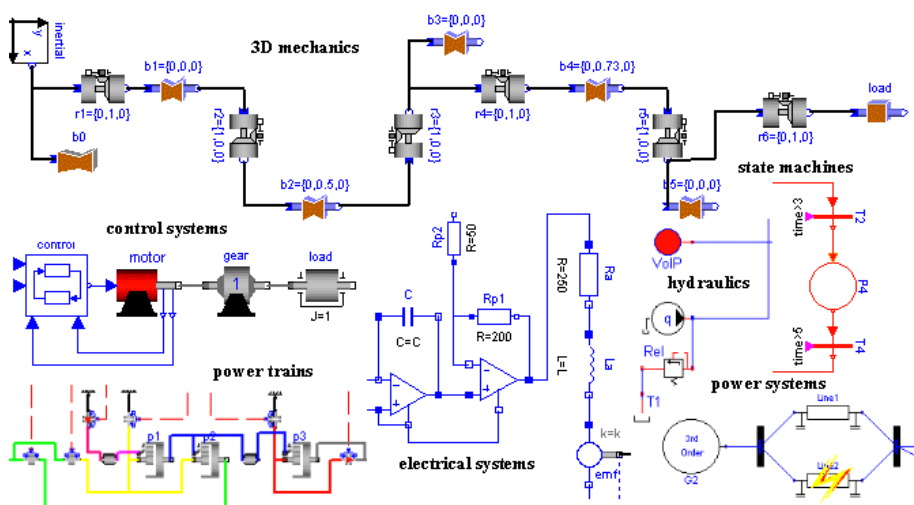 y
x
inertial
3D mechanics
b3={0,0,0}
b1={0,0,0}
b4={0,0.73,0}
load
r1={0,1,0}
r2={1,0,0}
r3={1,0,0}
r4={0,1,0}
r5={1,0,0}
r6={0,1,0}
b0
b2={0,0.5,0}
b5={0,0,0}
state machines
control systems
control
motor
gear
load
1
J=1
Rp2
R=50
C
C=C
Rp1
R=200
R=250
Ra
L=L
La
k=k
emf
electrical systems
VolP
hydraulics
q
Rel
T1
time>3
T2
P4
time>5
T4
power trains
p1
p2
p3
power systems
3rd
Order
G2
Line1
Line2